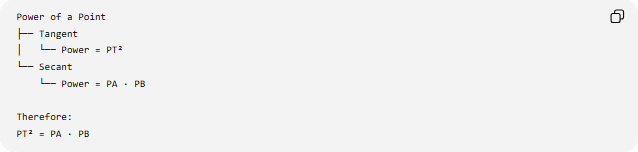 Power of a Point
├── Tangent
│   └── Power = PT²
└── Secant
    └── Power = PA · PB

Therefore:
PT² = PA · PB